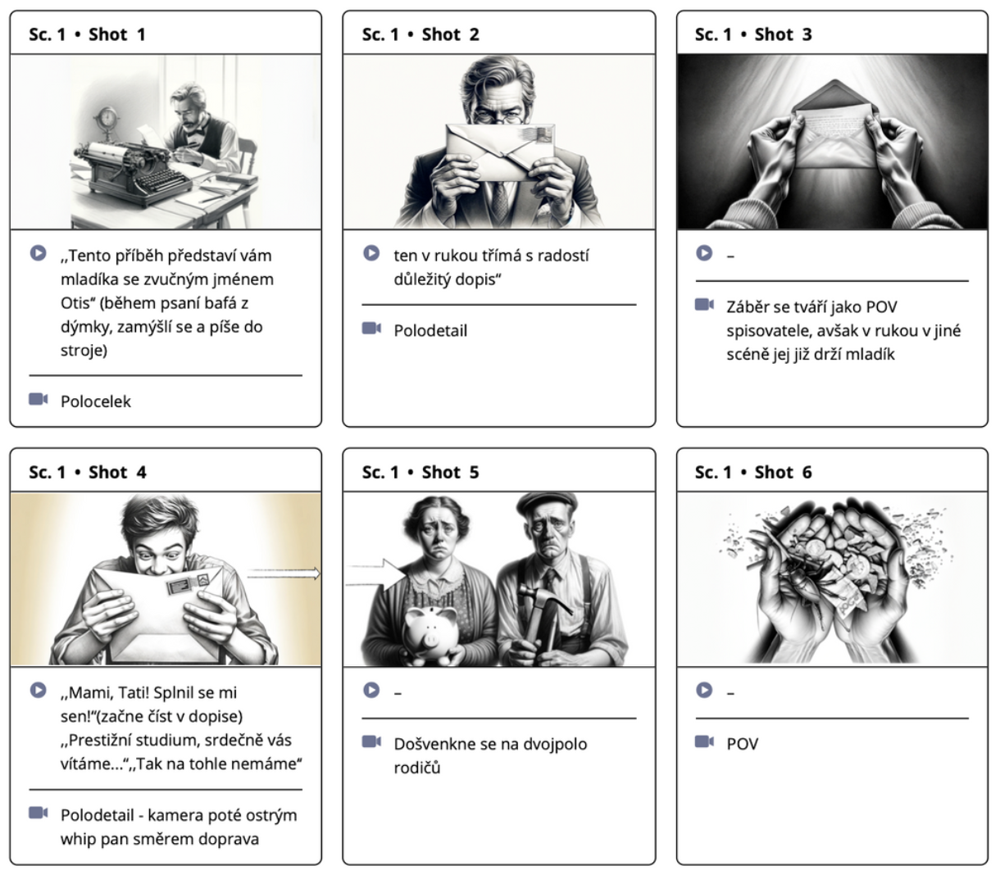 Sc. 1 • Shot 1
,,Tento příběh představí vám
mladíka se zvučným jménem
Otis“ (během psaní bafá z
dýmky, zamýšlí se a píše do
stroje)
Polocelek
Sc. 1 • Shot 2
ten v rukou třímá s radostí
důležitý dopis“
Polodetail
Sc. 1 • Shot 3
–
Záběr se tváří jako POV
spisovatele, avšak v rukou v jiné
scéně jej již drží mladík
Sc. 1 • Shot 4
,,Mami, Tati! Splnil se mi
sen!“(začne číst v dopise)
,,Prestižní studium, srdečně vás
vítáme...“,,Tak na tohle nemáme“
Polodetail - kamera poté ostrým
whip pan směrem doprava
Sc. 1 • Shot 5
–
Došvenkne se na dvojpolo
rodičů
Sc. 1 • Shot 6
–
POV